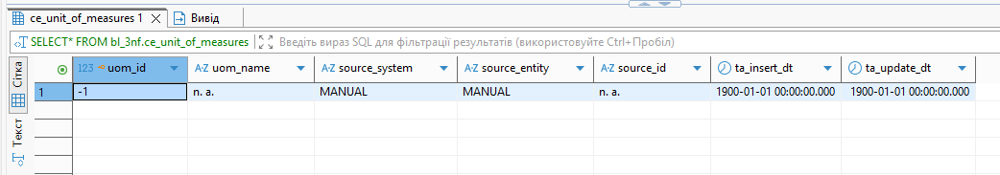 ce_unit_of_measures 1 Вивід
SELECT* FROM bl_3nf.ce_unit_of_measures Введіть вираз SQL для фільтрації результатів (використовуйте Ctrl+Пробіл)
Сітка
Текст
123 uom_id A-Z uom_name A-Z source_system A-Z source_entity A-Z source_id ta_insert_dt ta_update_dt
1 -1 n. a. MANUAL MANUAL n. a. 1900-01-01 00:00:00.000 1900-01-01 00:00:00.000